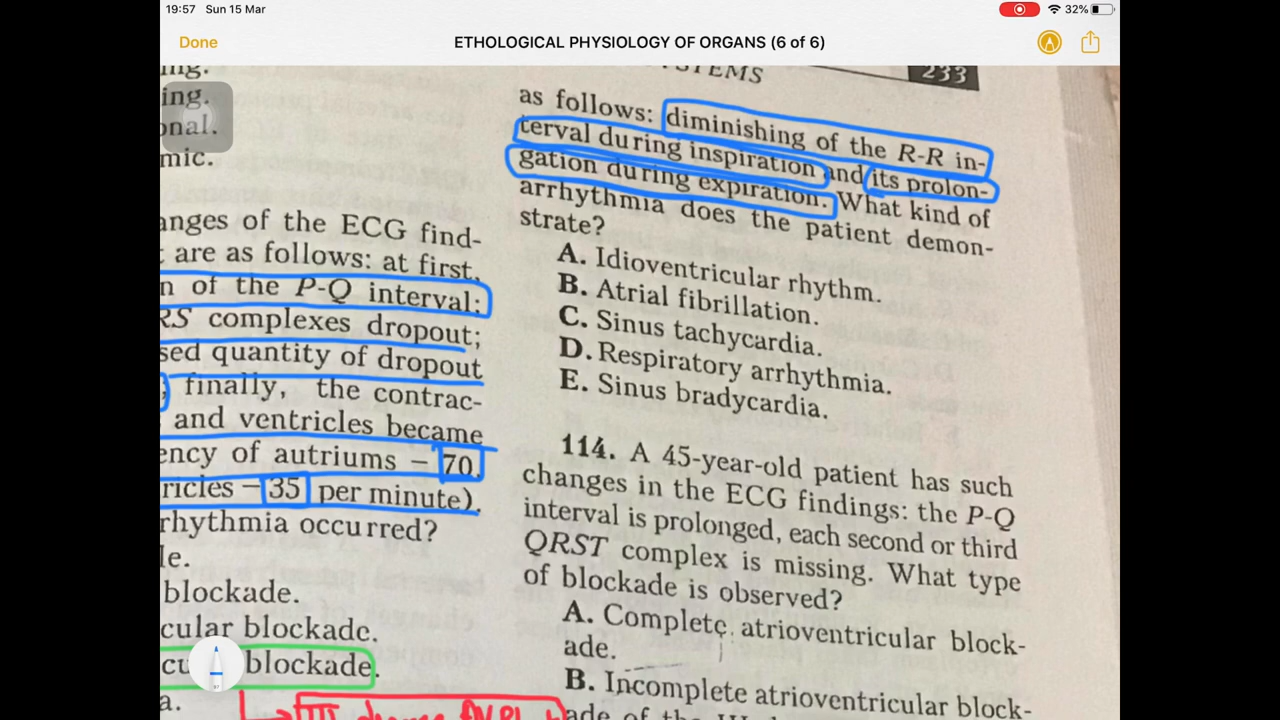 19:57 Sun 15 Mar
32%
Done
ETHOLOGICAL PHYSIOLOGY OF ORGANS (6 of 6)
233
ing.
ing.
onal.
mic.
anges of the ECG find-
are as follows: at first,
n of the P-Q interval;
RS complexes dropout;
sed quantity of dropout
finally, the contrac-
and ventricles became
ency of autriums – 70,
ricles – 35 per minute).
rhythmia occurred?
le.
blockade.
cular blockade.
cu blockade.
a.
as follows: diminishing of the R-R in-
terval during inspiration and its prolon-
gation during expiration. What kind of
arrhythmia does the patient demon-
strate?
A. Idioventricular rhythm.
B. Atrial fibrillation.
C. Sinus tachycardia.
D. Respiratory arrhythmia.
E. Sinus bradycardia.
114. A 45-year-old patient has such
changes in the ECG findings: the P-Q
interval is prolonged, each second or third
QRST complex is missing. What type
of blockade is observed?
A. Complete atrioventricular block-
ade.
B. Incomplete atrioventricular block-
ade of the